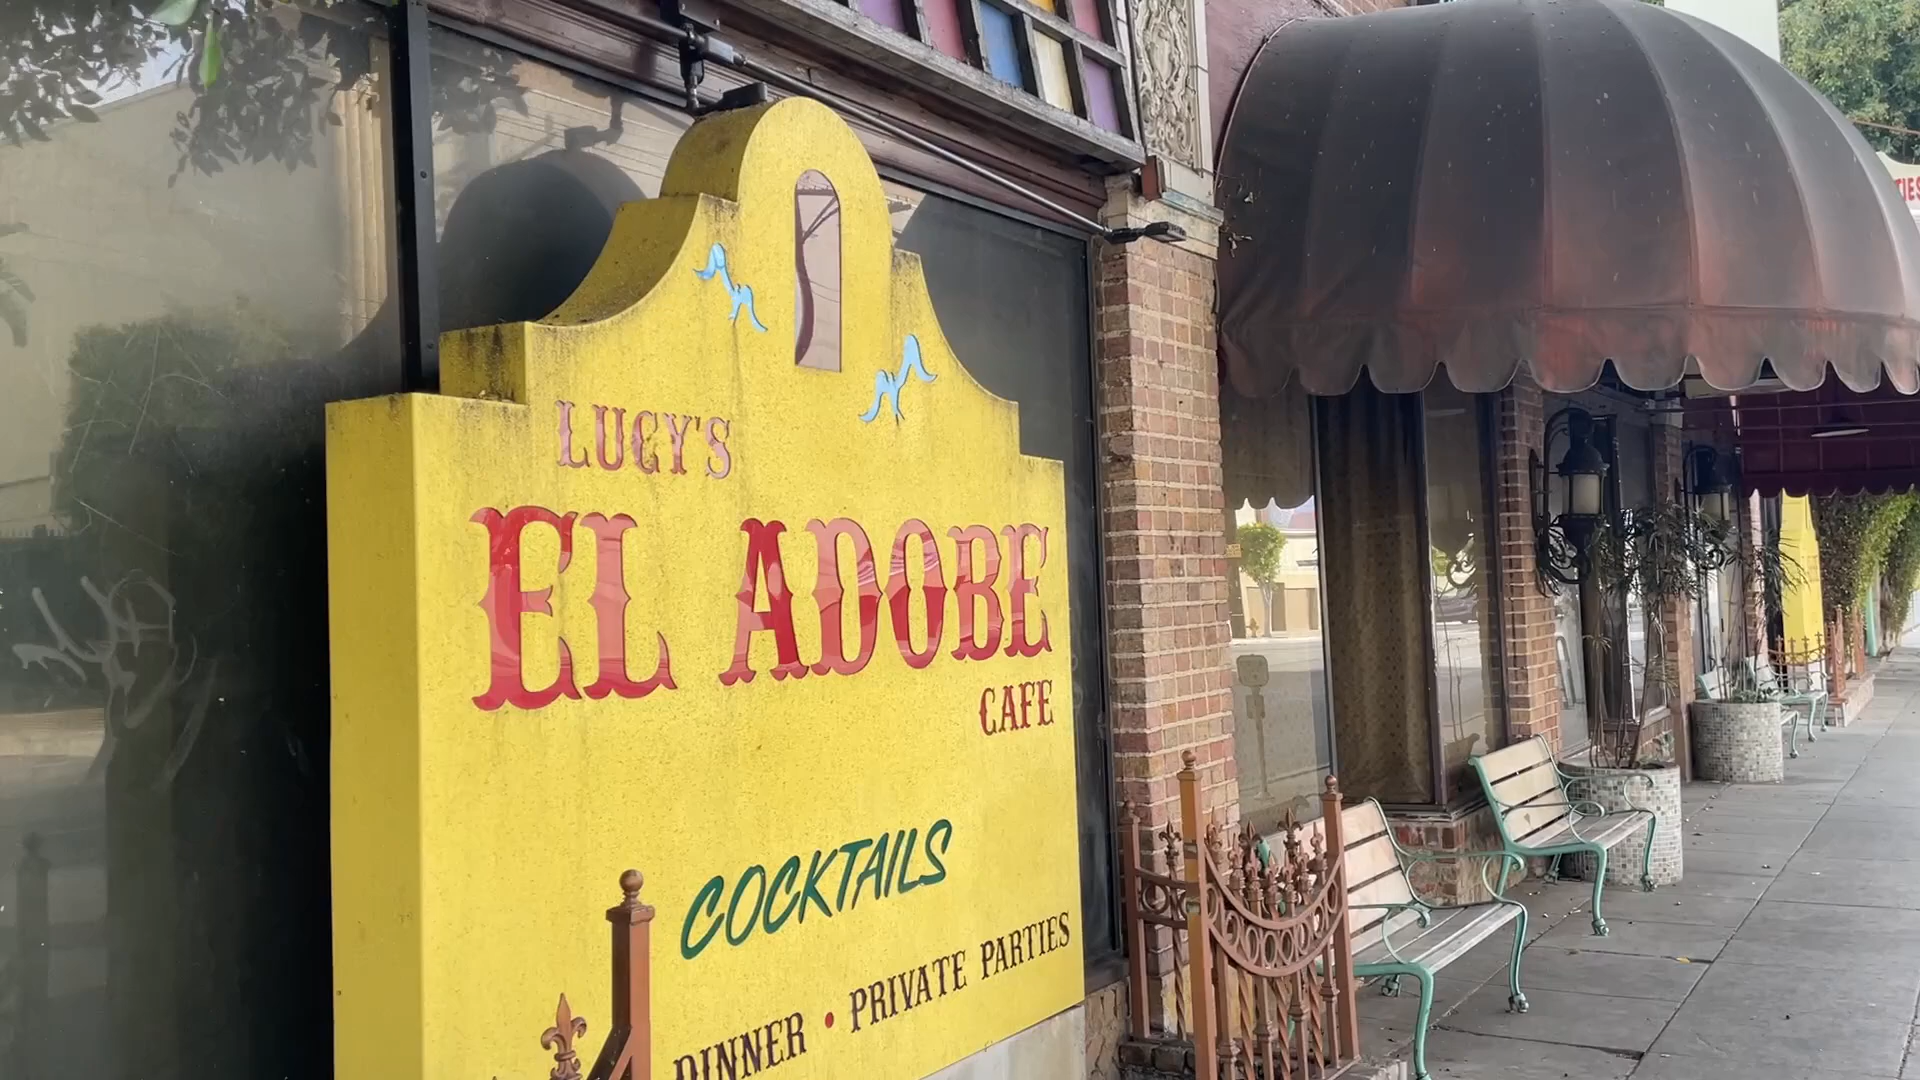 LUCY'S
EL ADOBE
CAFE
COCKTAILS
DINNER • PRIVATE PARTIES